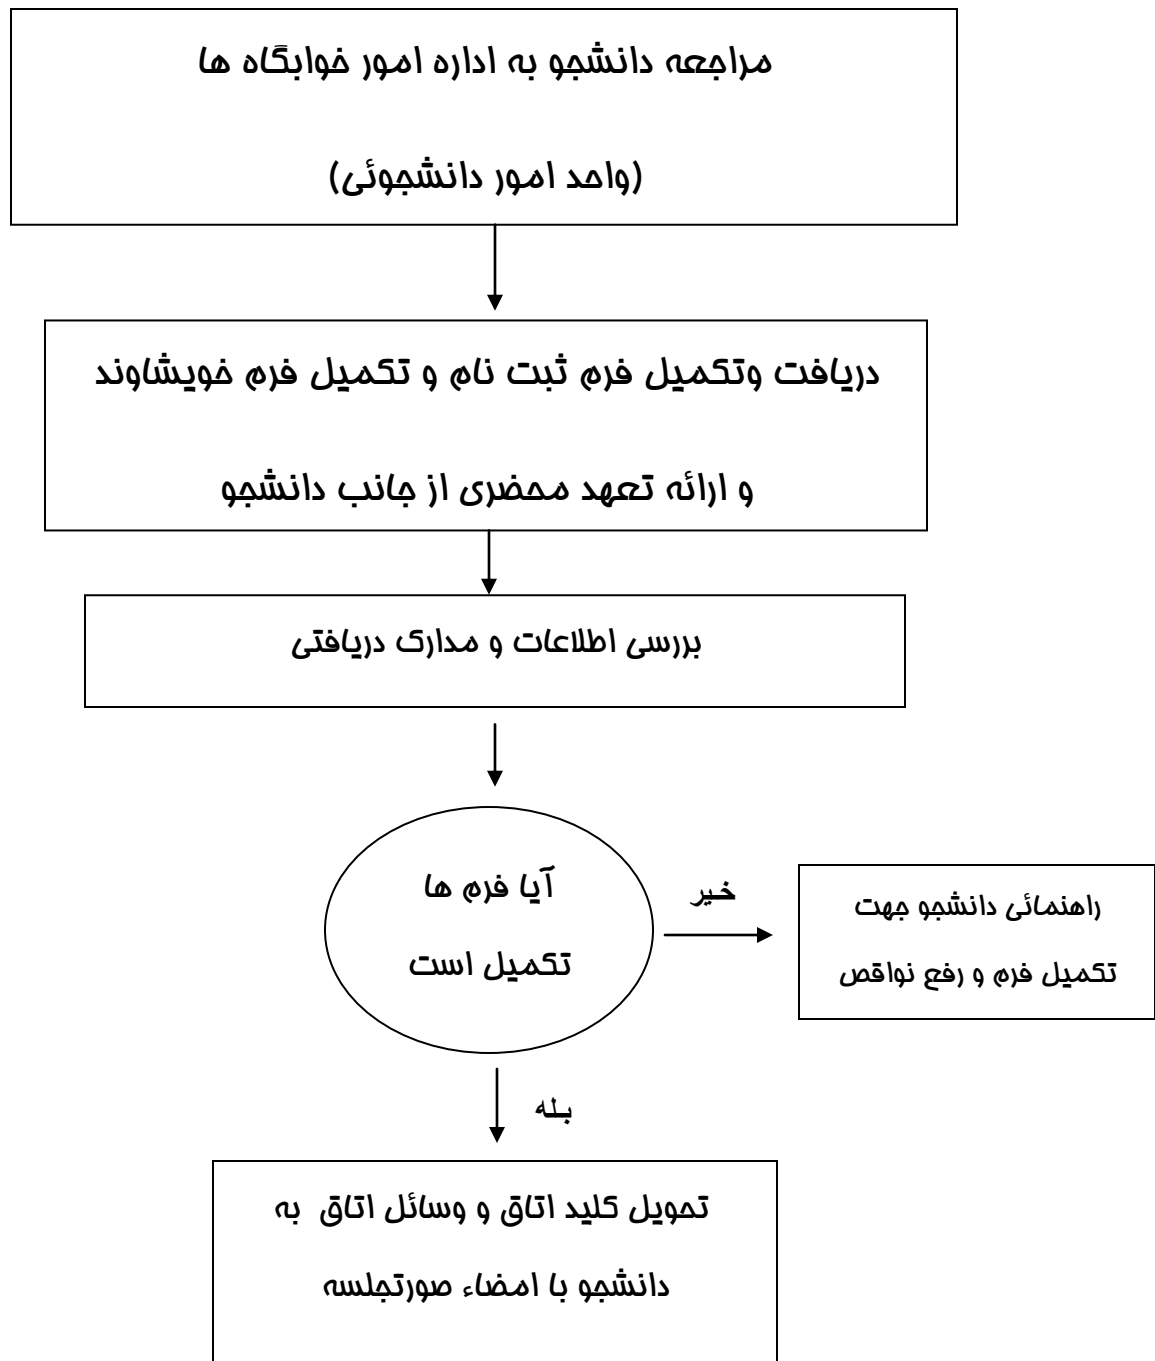 مراجعه دانشجو به اداره امور خوابگاه ها
(واحد امور دانشجوئی)
دریافت وتکمیل فرم ثبت نام و تکمیل فرم خویشاوند
و ارائه تعهد محضری از جانب دانشجو
بررسی اطلاعات و مدارک دریافتی
آیا فرم ها
تکمیل است
خیر
راهنمائی دانشجو جهت
تکمیل فرم و رفع نواقص
بله
تحویل کلید اتاق و وسائل اتاق به
دانشجو با امضاء صورتجلسه